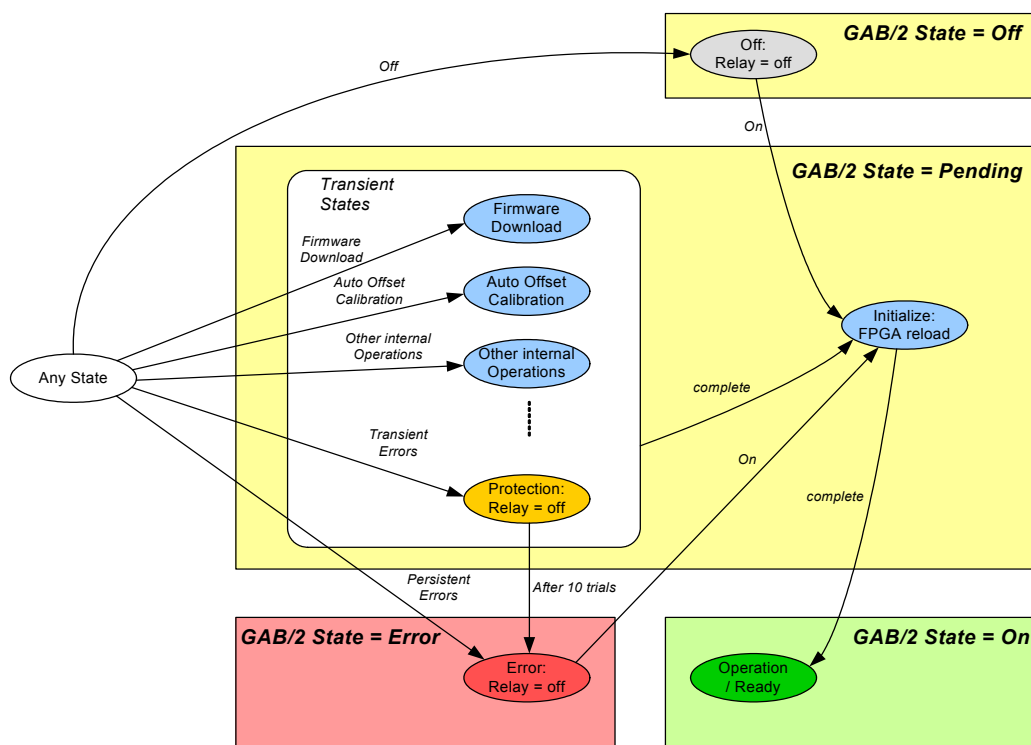 GAB/2 State = Off
Off:
Relay = off
Off
On
GAB/2 State = Pending
Transient
States
Firmware
Download
Firmware
Download
Auto Offset
Calibration
Auto Offset
Calibration
Other internal
Operations
Other internal
Operations
Initialize:
FPGA reload
Any State
complete
Transient
Errors
On
Protection:
Relay = off
complete
Persistent
Errors
After 10 trials
GAB/2 State = Error
Error:
Relay = off
GAB/2 State = On
Operation
/ Ready